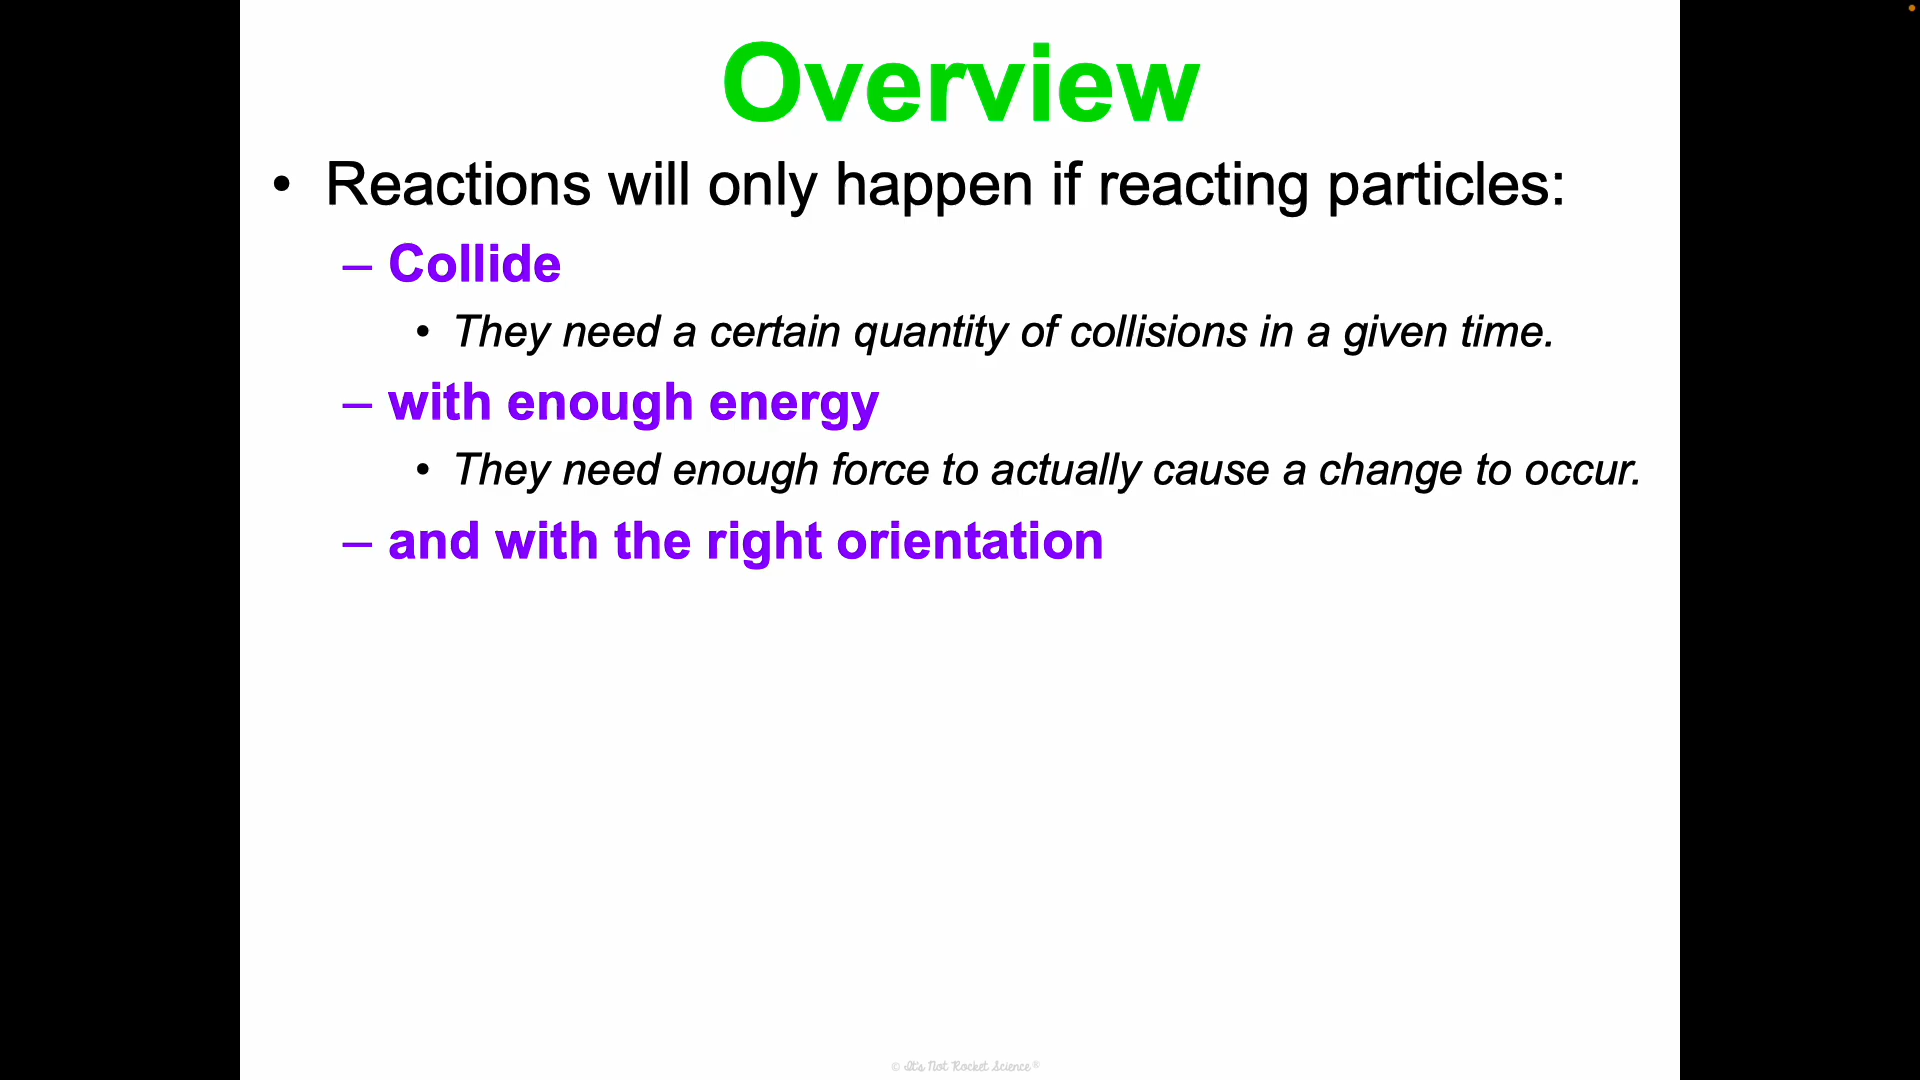 Overview
• Reactions will only happen if reacting particles:
– Collide
• They need a certain quantity of collisions in a given time.
– with enough energy
• They need enough force to actually cause a change to occur.
– and with the right orientation
© It's Not Rocket Science®